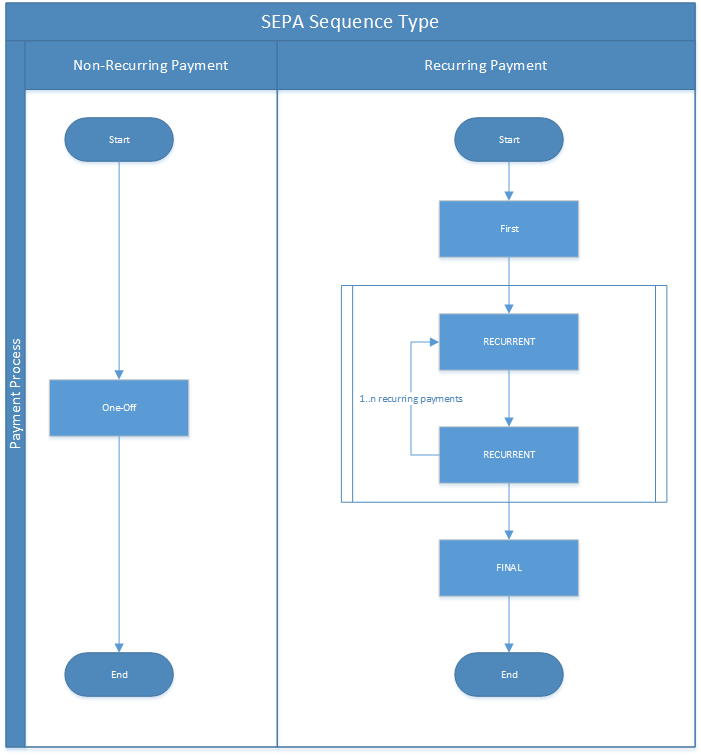 SEPA Sequence Type
Non-Recurring Payment
Recurring Payment
Payment Process
Start
One-Off
End
Start
First
RECURRENT
1..n recurring payments
RECURRENT
FINAL
End